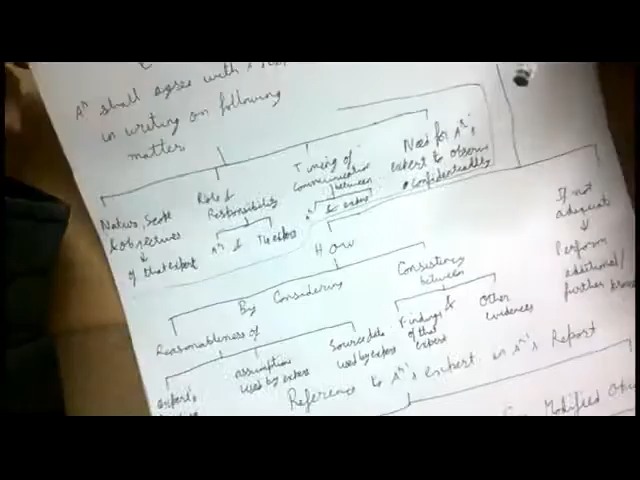 Aʳ shall agree with
in writing on following
matters
Nature, Scope
& objectives
↓
of that expert
Role &
Responsibility
Aʳ &
The expert
Timing of
communication
between
Aʳ & expert
Need for Aʳ's
expert to observe
confidentiality
How
By Considering
Reasonableness of
expert's
assumption
used by expert
Source data
used by expert
Consistency
between
Findings
of that
expert
&
Other
evidences
If not
adequate
↓
Perform
additional/
further
Reference to Aʳ's expert in Aʳ's Report
Modified